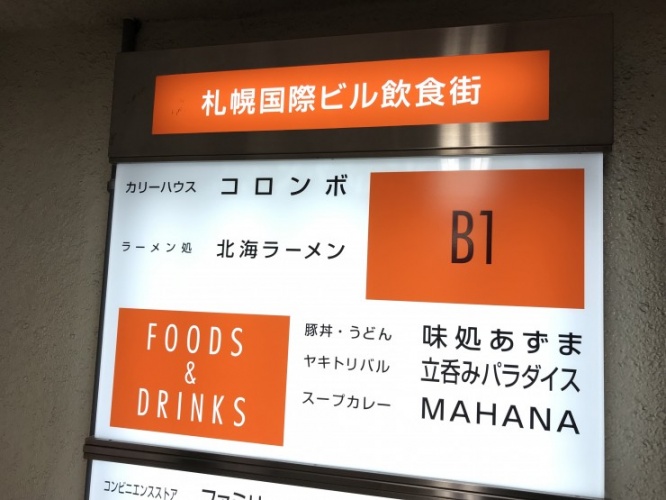 札幌国際ビル飲食街
カリーハウス コロンボ
ラーメン処 北海ラーメン
B1
FOODS
&
DRINKS
豚丼・うどん 味処あずま
ヤキトリバル 立呑みパラダイス
スープカレー MAHANA
コンビニエンスストア